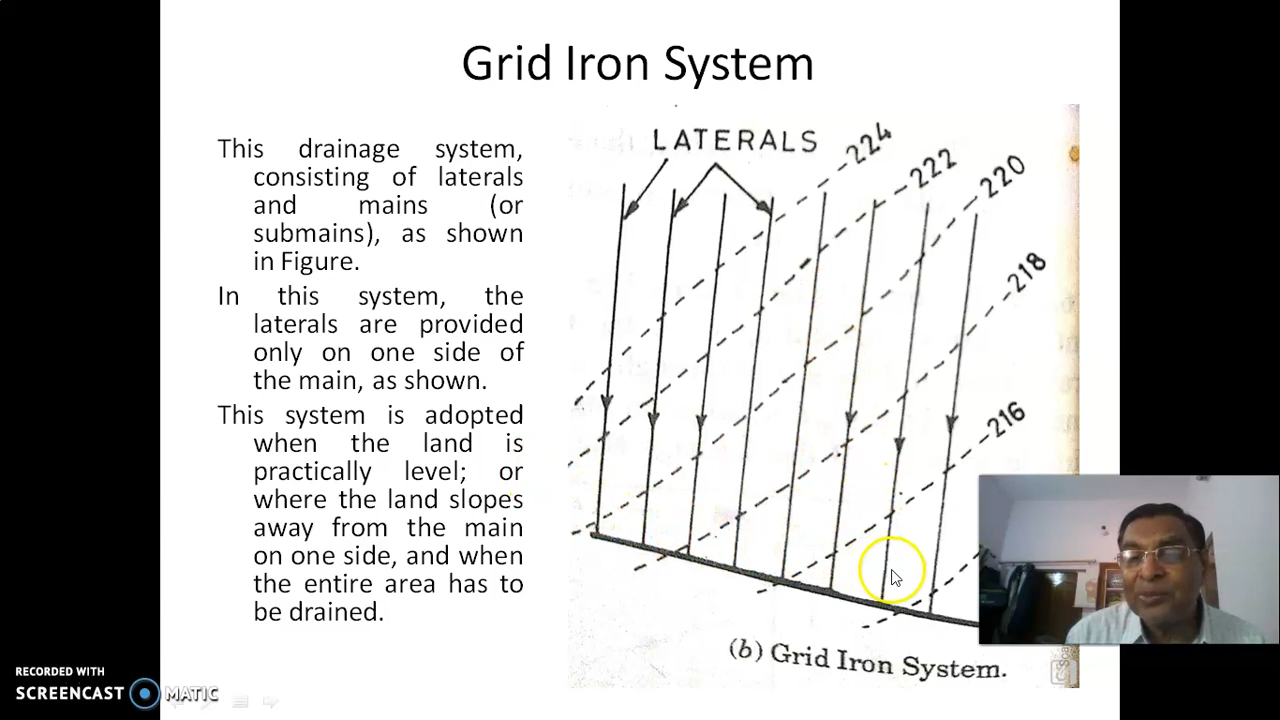 Grid Iron System
This drainage system,
consisting of laterals
and mains (or
submains), as shown
in Figure.
In this system, the
laterals are provided
only on one side of
the main, as shown.
This system is adopted
when the land is
practically level; or
where the land slopes
away from the main
on one side, and when
the entire area has to
be drained.
LATERALS
224
222
220
218
216
(b) Grid Iron System.
RECORDED WITH
SCREENCAST MATIC